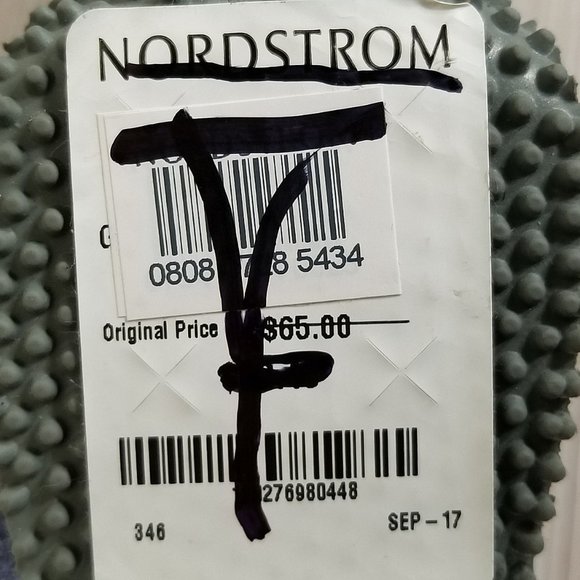 NORDSTROM
0808 728 5434
Original Price $65.00
276980448
346 SEP-17